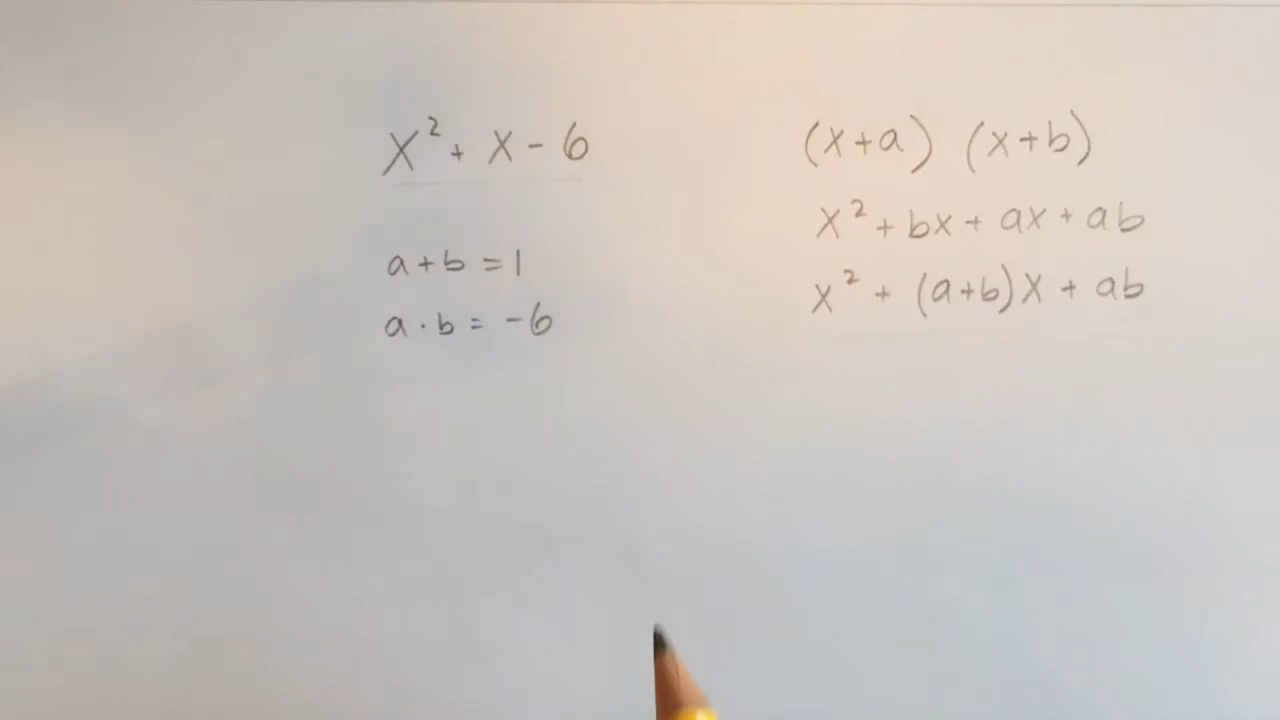 x² + x - 6
a + b = 1
a · b = -6
(x+a) (x+b)
x² + bx + ax + ab
x² + (a+b)x + ab